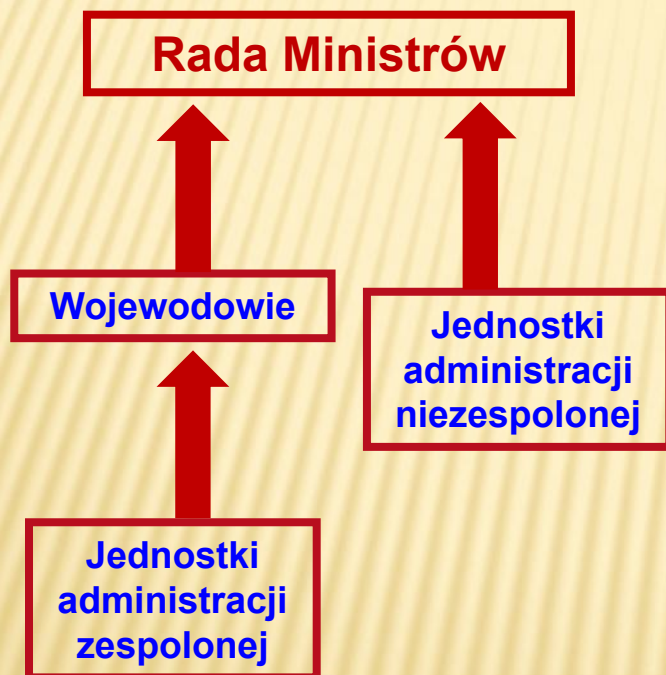 Rada Ministrów
Wojewodowie
Jednostki
administracji
niezespolonej
Jednostki
administracji
zespolonej